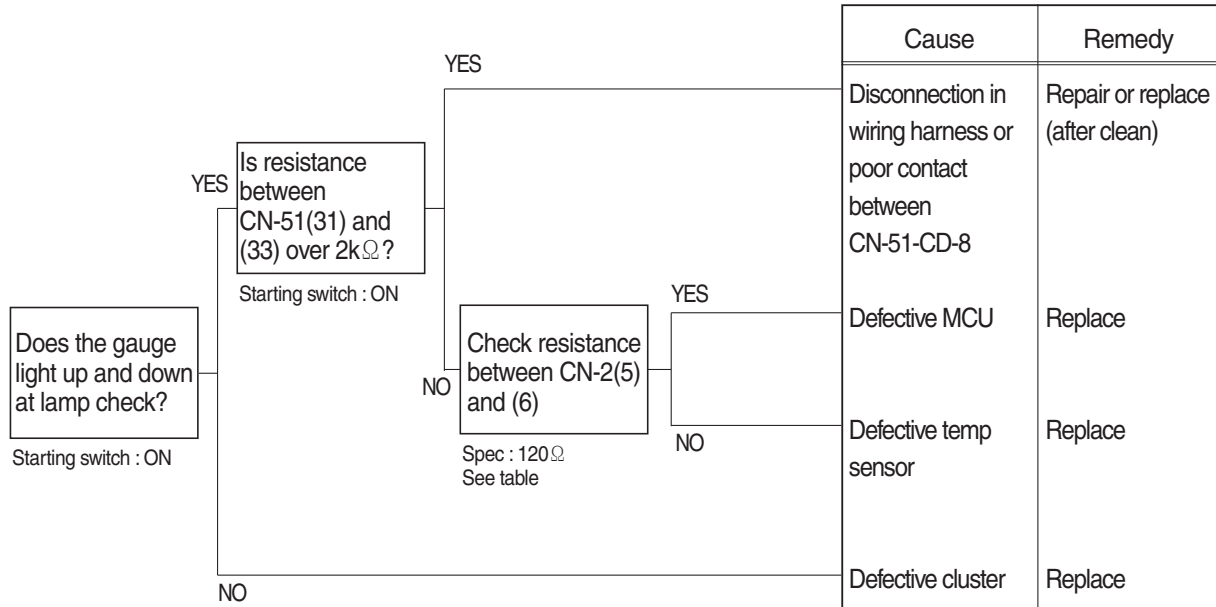 Cause
Remedy
YES
Disconnection in
wiring harness or
poor contact
between
CN-51-CD-8
Repair or replace
(after clean)
YES
Is resistance
between
CN-51(31) and
(33) over 2kΩ?
Starting switch : ON
YES
Defective MCU
Replace
Does the gauge
light up and down
at lamp check?
Starting switch : ON
NO
Check resistance
between CN-2(5)
and (6)
Spec : 120Ω
See table
NO
Defective temp
sensor
Replace
NO
Defective cluster
Replace